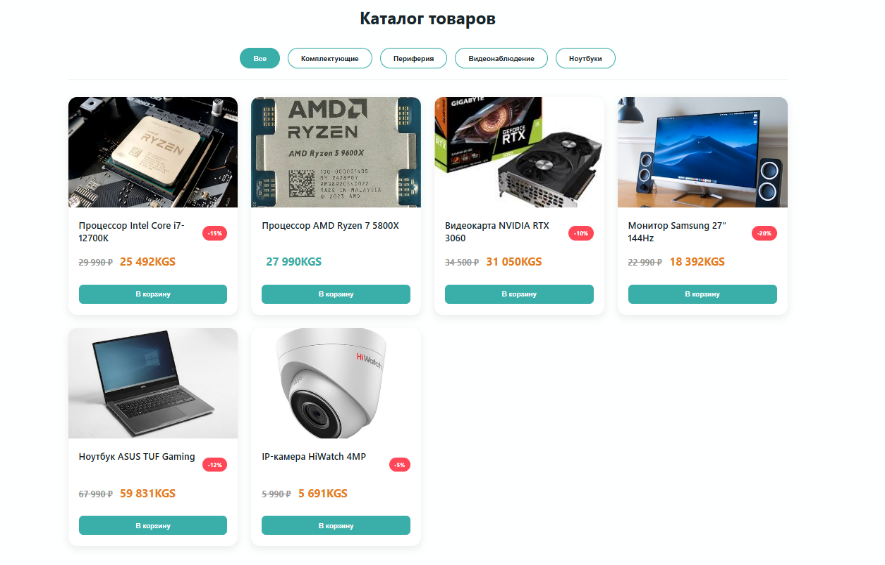 Каталог товаров
Все
Комплектующие
Периферия
Видеонаблюдение
Ноутбуки
RYZEN
AMD
RYZEN
AMD Ryzen 5 9600X
GIGABYTE
GEFORCE
RTX
Процессор Intel Core i7-
12700K
-15%
29 990 ₽ 25 492KGS
В корзину
Процессор AMD Ryzen 7 5800X
27 990KGS
В корзину
Видеокарта NVIDIA RTX
3060
-10%
34 500 ₽ 31 050KGS
В корзину
Монитор Samsung 27"
144Hz
-20%
22 990 ₽ 18 392KGS
В корзину
HiWatch
Ноутбук ASUS TUF Gaming
-12%
67 990 ₽ 59 831KGS
В корзину
IP-камера HiWatch 4MP
-5%
5 990 ₽ 5 691KGS
В корзину